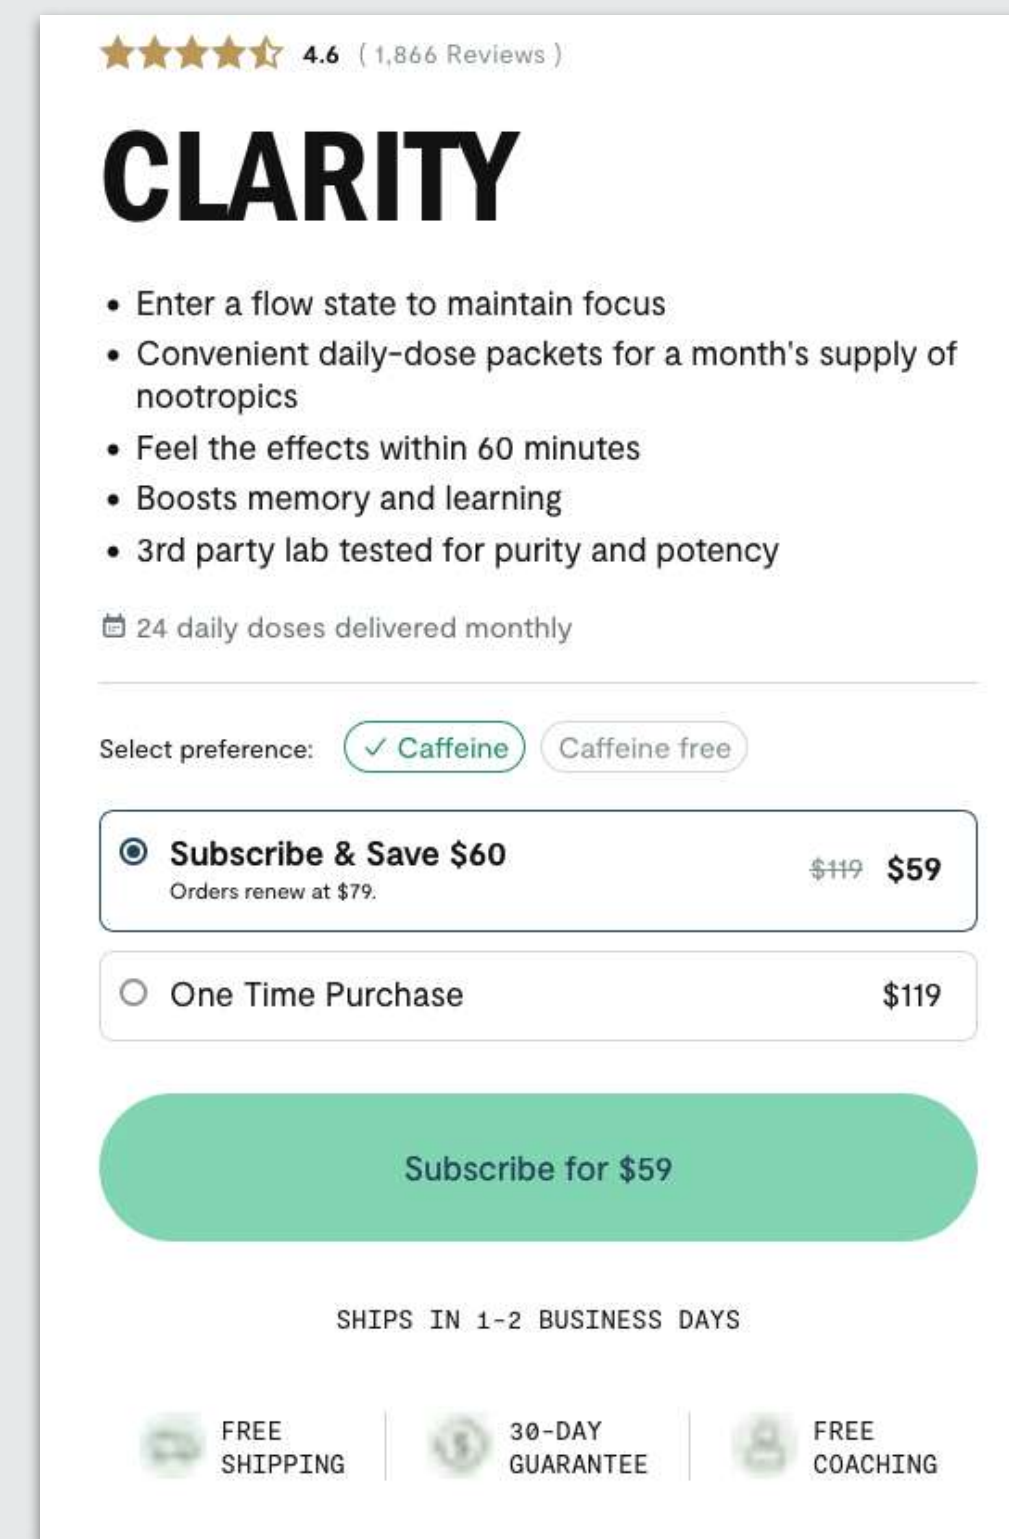 4.6 ( 1,866 Reviews )
CLARITY
• Enter a flow state to maintain focus
• Convenient daily-dose packets for a month's supply of
nootropics
• Feel the effects within 60 minutes
• Boosts memory and learning
• 3rd party lab tested for purity and potency
24 daily doses delivered monthly
Select preference: ✓ Caffeine Caffeine free
Subscribe & Save $60 $119 $59
Orders renew at $79.
One Time Purchase $119
Subscribe for $59
SHIPS IN 1-2 BUSINESS DAYS
FREE SHIPPING
30-DAY GUARANTEE
FREE COACHING